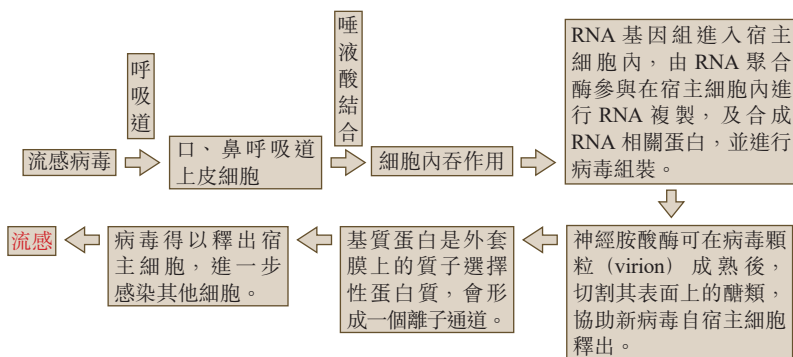 流感病毒
呼吸道
口、鼻呼吸道
上皮細胞
唾液酸結合
細胞內吞作用
RNA 基因組進入宿主
細胞內，由 RNA 聚合
酶參與在宿主細胞內進
行 RNA 複製，及合成
RNA 相關蛋白，並進行
病毒組裝。
神經胺酸酶可在病毒顆
粒（virion）成熟後，
切割其表面上的醣類，
協助新病毒自宿主細胞
釋出。
基質蛋白是外套
膜上的質子選擇
性蛋白質，會形
成一個離子通道。
病毒得以釋出宿
主細胞，進一步
感染其他細胞。
流感